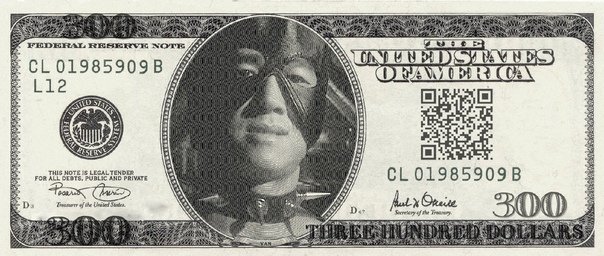 300
FEDERAL RESERVE NOTE
THE
UNITED STATES
OF AMERICA
CL 01985909 B
L12
THIS NOTE IS LEGAL TENDER
FOR ALL DEBTS, PUBLIC AND PRIVATE
CL 01985909 B
Treasurer of the United States.
Secretary of the Treasury.
300
300
THREE HUNDRED DOLLARS
VAN